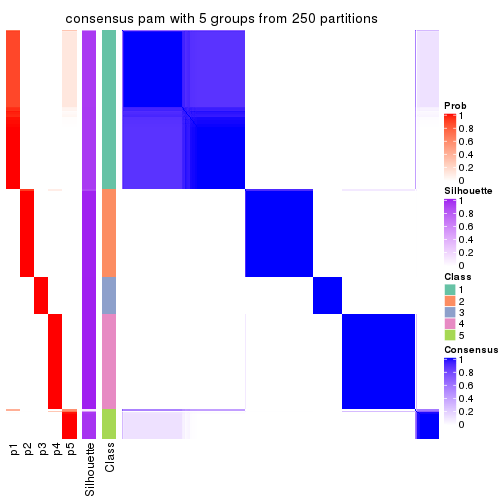 consensus pam with 5 groups from 250 partitions
Prob
1
0.8
0.6
0.4
0.2
0
Silhouette
1
0.8
0.6
0.4
0.2
0
Class
1
2
3
4
5
Consensus
1
0.8
0.6
0.4
0.2
0
p1
p2
p3
p4
p5
Silhouette
Class